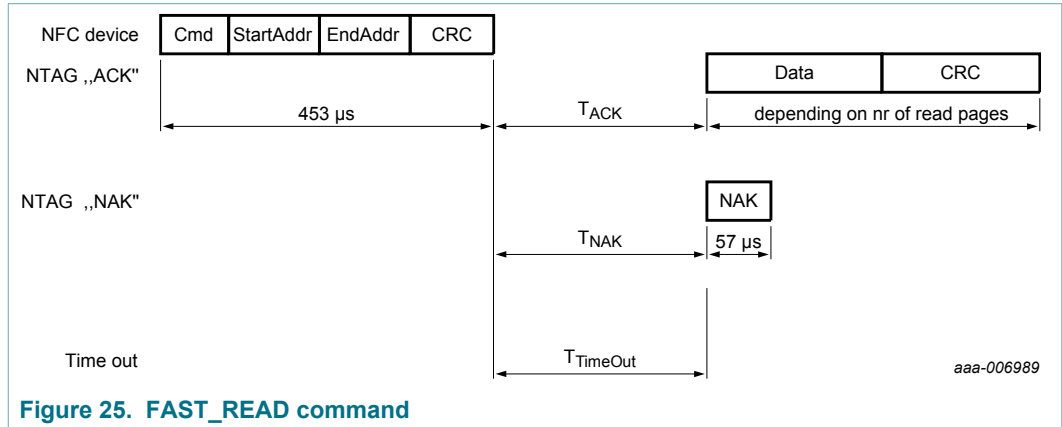 NFC device Cmd StartAddr EndAddr CRC
NTAG ,,ACK" Data CRC
453 µs TACK depending on nr of read pages
NTAG ,,NAK" NAK
TNAK 57 µs
Time out TTimeOut aaa-006989
Figure 25. FAST_READ command